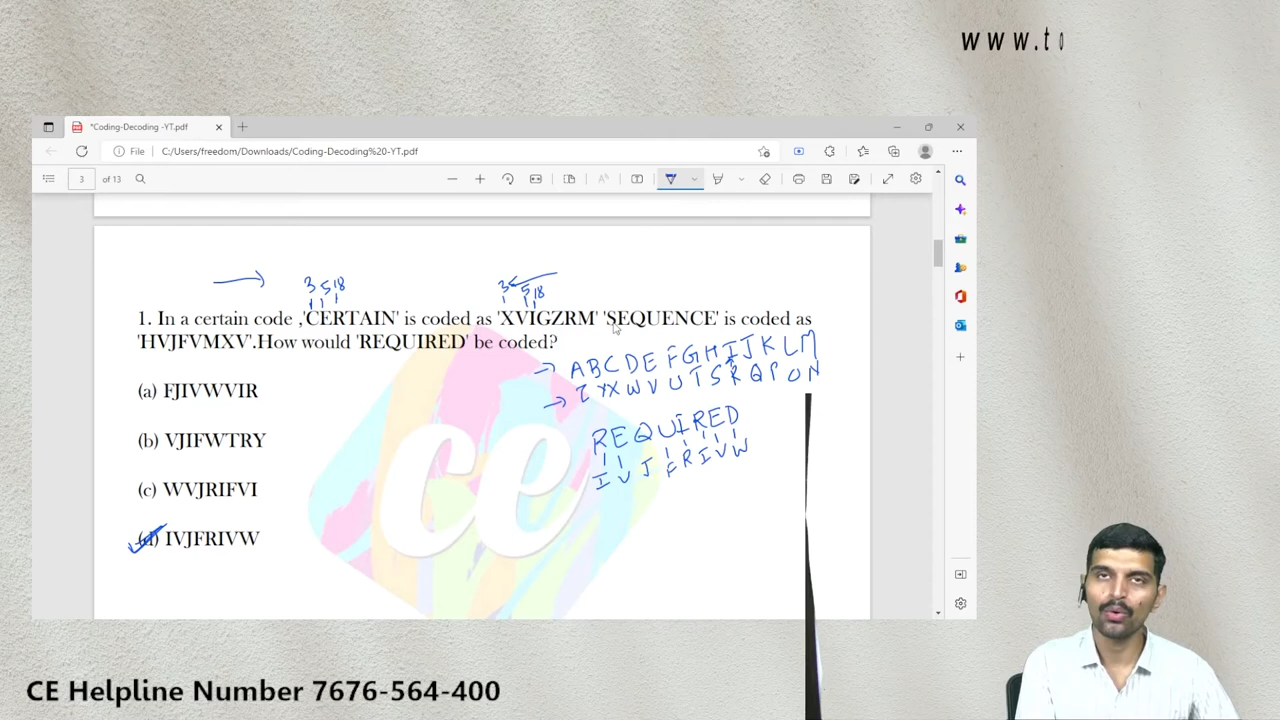 www.to
*Coding-Decoding -YT.pdf
File C:/Users/freedom/Downloads/Coding-Decoding%20-YT.pdf
3 of 13
3 5 18 3 5 18
1. In a certain code ,'CERTAIN' is coded as 'XVIGZRM' 'SEQUENCE' is coded as
'HVJFVMXV'.How would 'REQUIRED' be coded?
A B C D E F G H I J K L M
Z Y X W V U T S R Q P O N
(a) FJIVWVIR
REQUIRED
(b) VJIFWTRY
IVJFRIVW
(c) WVJRIFVI
(d) IVJFRIVW
ce
CE Helpline Number 7676-564-400